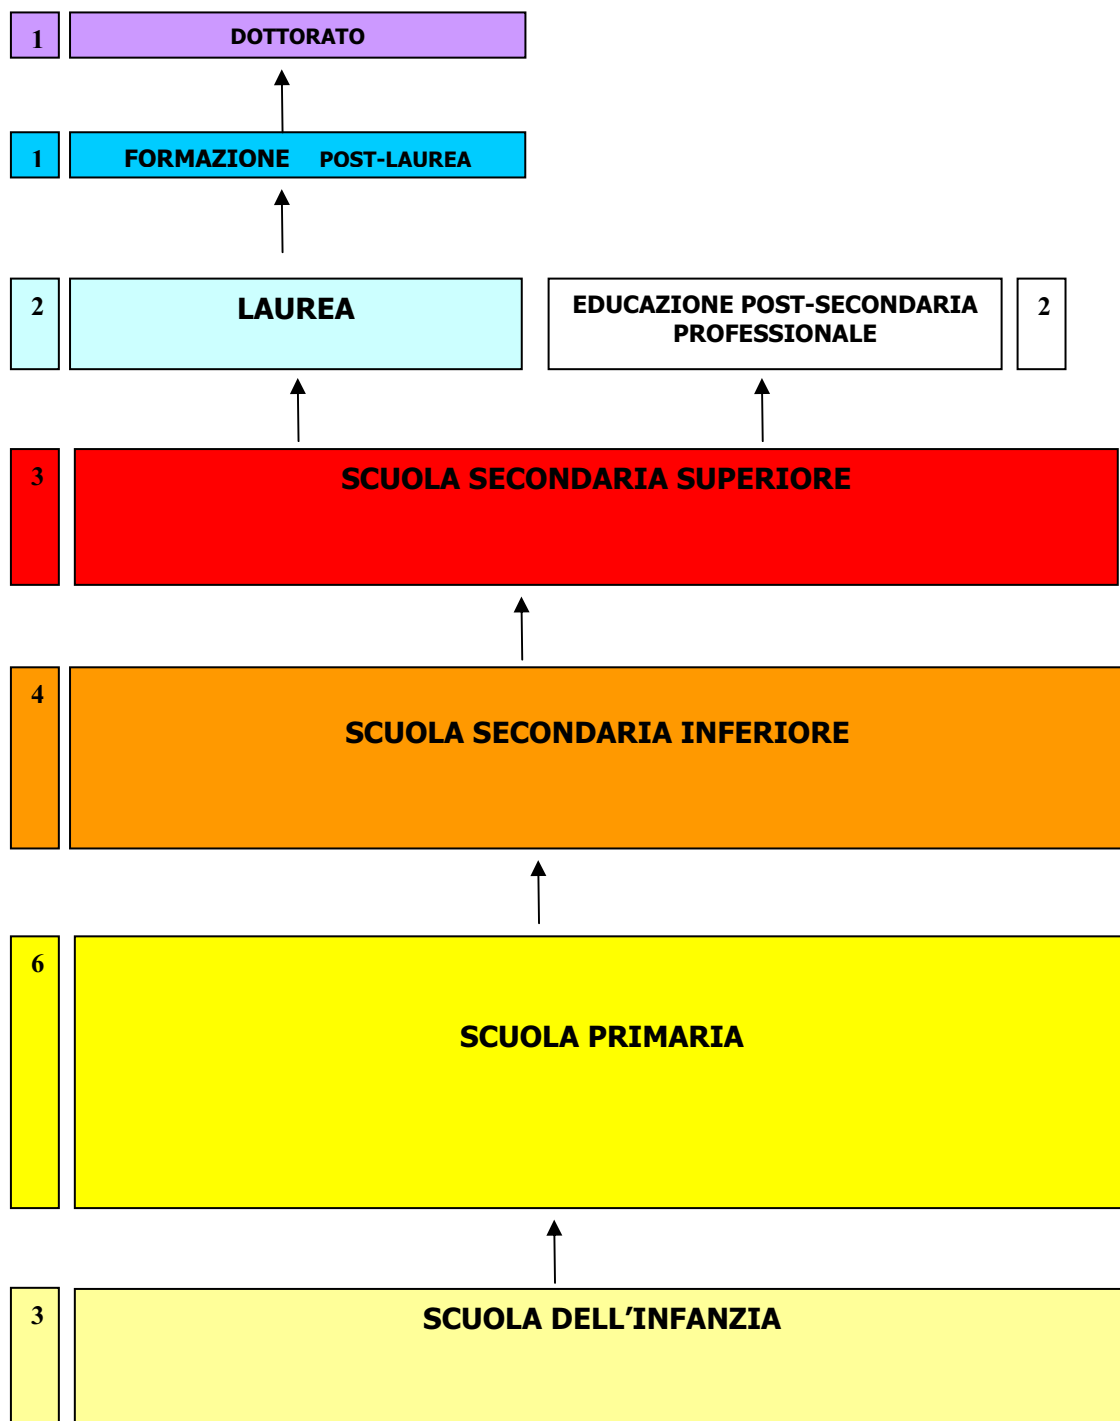 1 DOTTORATO
1 FORMAZIONE POST-LAUREA
2 LAUREA
EDUCAZIONE POST-SECONDARIA
PROFESSIONALE
2
3 SCUOLA SECONDARIA SUPERIORE
4
SCUOLA SECONDARIA INFERIORE
6
SCUOLA PRIMARIA
3 SCUOLA DELL’INFANZIA